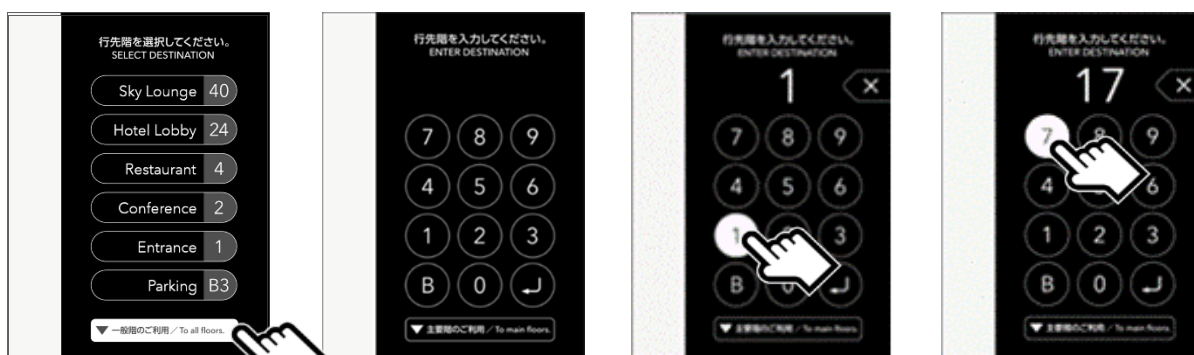 行先階を選択してください。
SELECT DESTINATION
Sky Lounge 40
Hotel Lobby 24
Restaurant 4
Conference 2
Entrance 1
Parking B3
▼ 一般階のご利用/To all floors.
行先階を入力してください。
ENTER DESTINATION
7 8 9
4 5 6
1 2 3
B 0
▼ 主要階のご利用/To main floors.
行先階を入力してください。
ENTER DESTINATION
1
7 8 9
4 5 6
1 3
B 0
▼ 主要階のご利用/To main floors.
行先階を入力してください。
ENTER DESTINATION
17
7 8 9
4 6
1 2 3
B 0
▼ 主要階のご利用/To main floors.